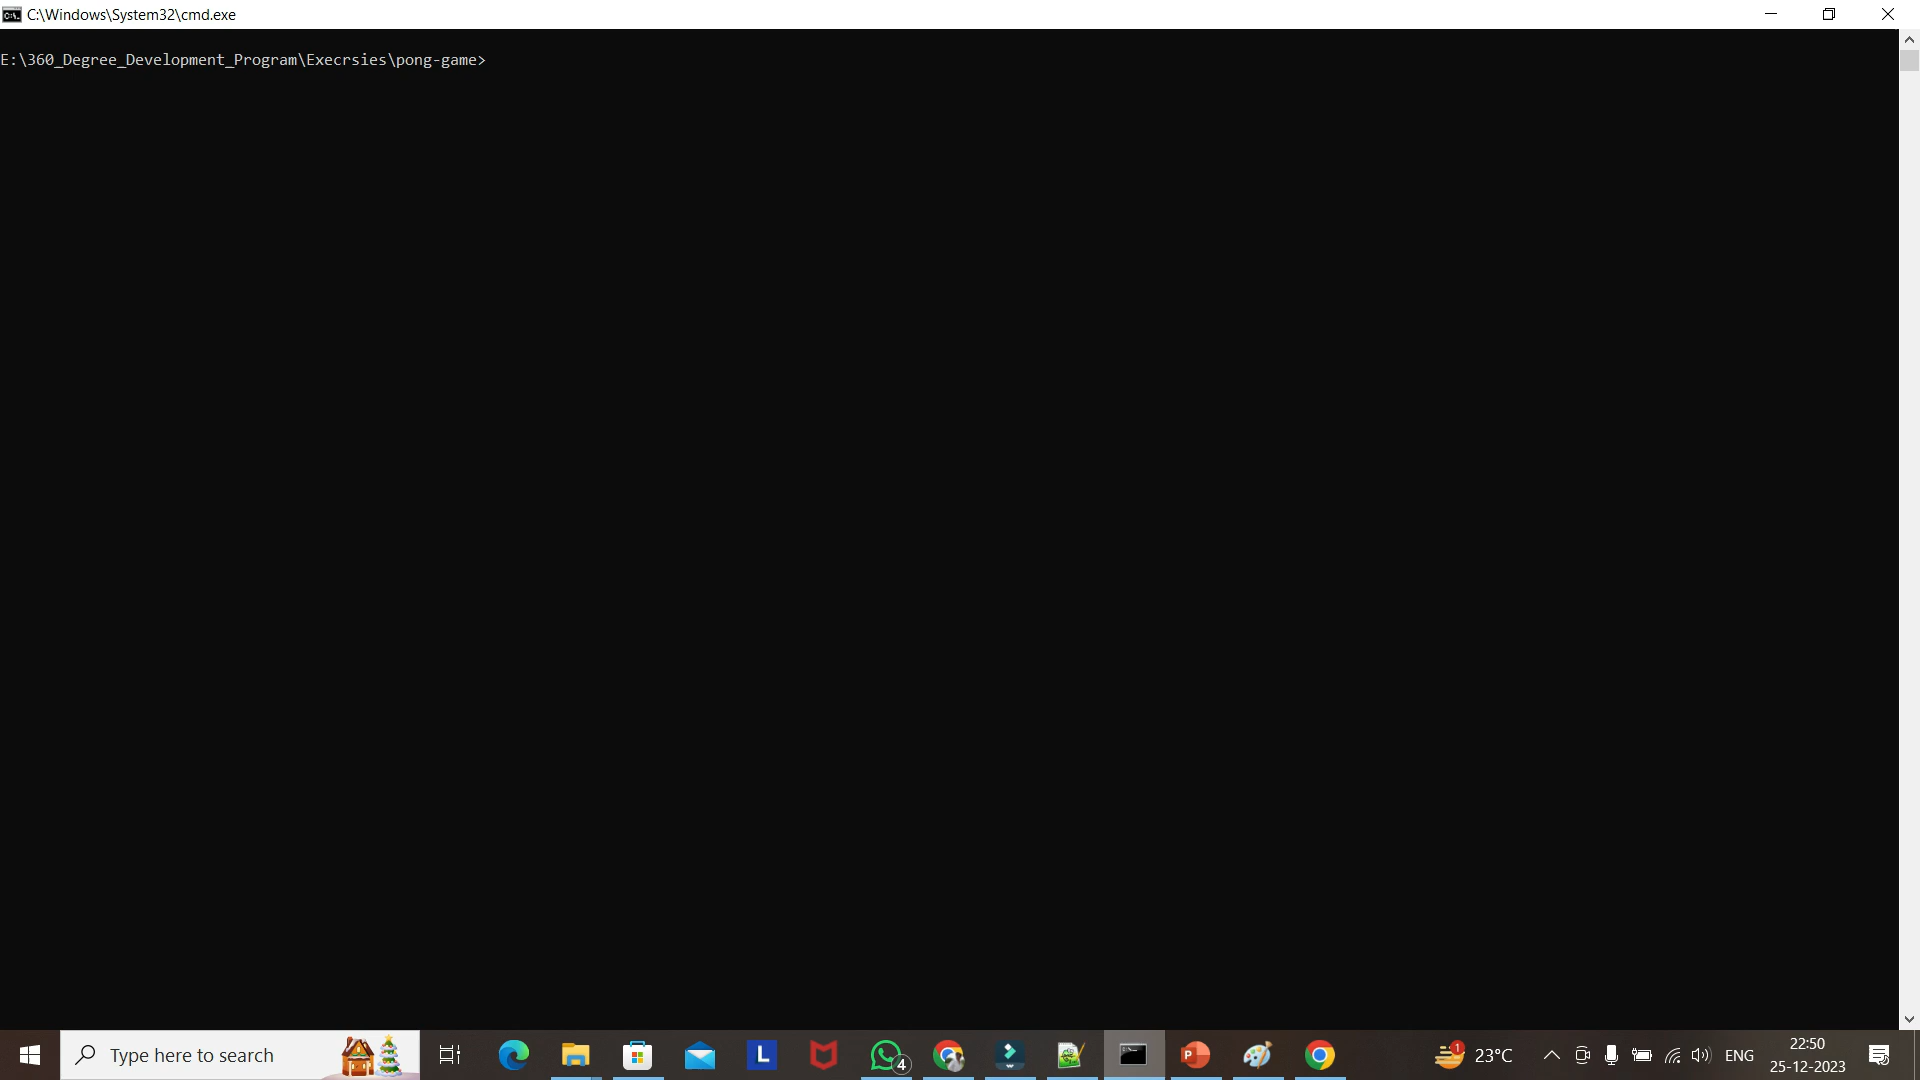 C:\Windows\System32\cmd.exe
E:\360_Degree_Development_Program\Execrsies\pong-game>
Type here to search
L
4
P
1
23°C
ENG
22:50
25-12-2023